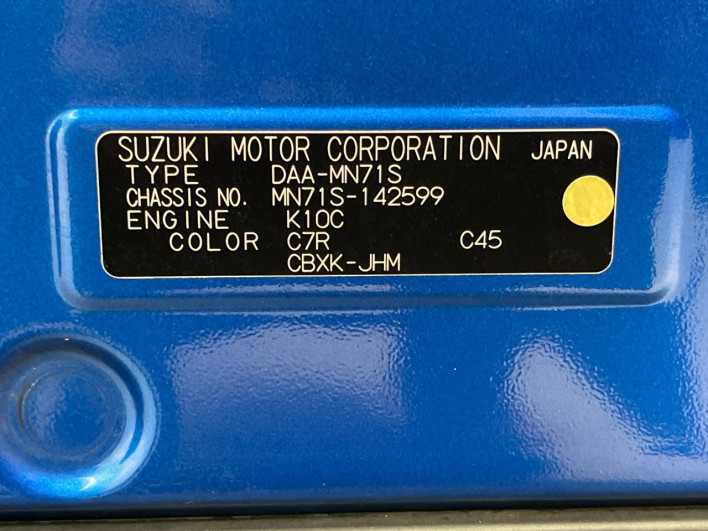 SUZUKI MOTOR CORPORATION JAPAN
TYPE DAA-MN71S
CHASSIS NO. MN71S-142599
ENGINE K10C
COLOR C7R C45
CBXK-JHM